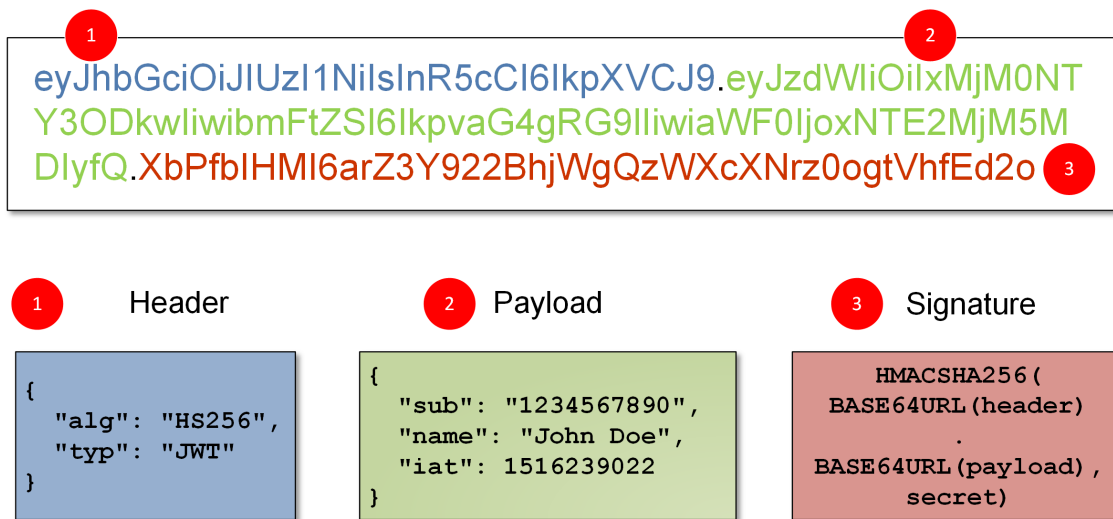 1
2
eyJhbGciOiJIUzI1NiIsInR5cCI6IkpXVCJ9.eyJzdWIiOiIxMjM0NT
Y3ODkwIiwibmFtZSI6IkpvaG4gRG9lIiwiaWF0IjoxNTE2MjM5M
DIyfQ.XbPfbIHMI6arZ3Y922BhjWgQzWXcXNrz0ogtVhfEd2o
3
1 Header
2 Payload
3 Signature
{
"alg": "HS256",
"typ": "JWT"
}
{
"sub": "1234567890",
"name": "John Doe",
"iat": 1516239022
}
HMACSHA256(
BASE64URL(header)
.
BASE64URL(payload),
secret)